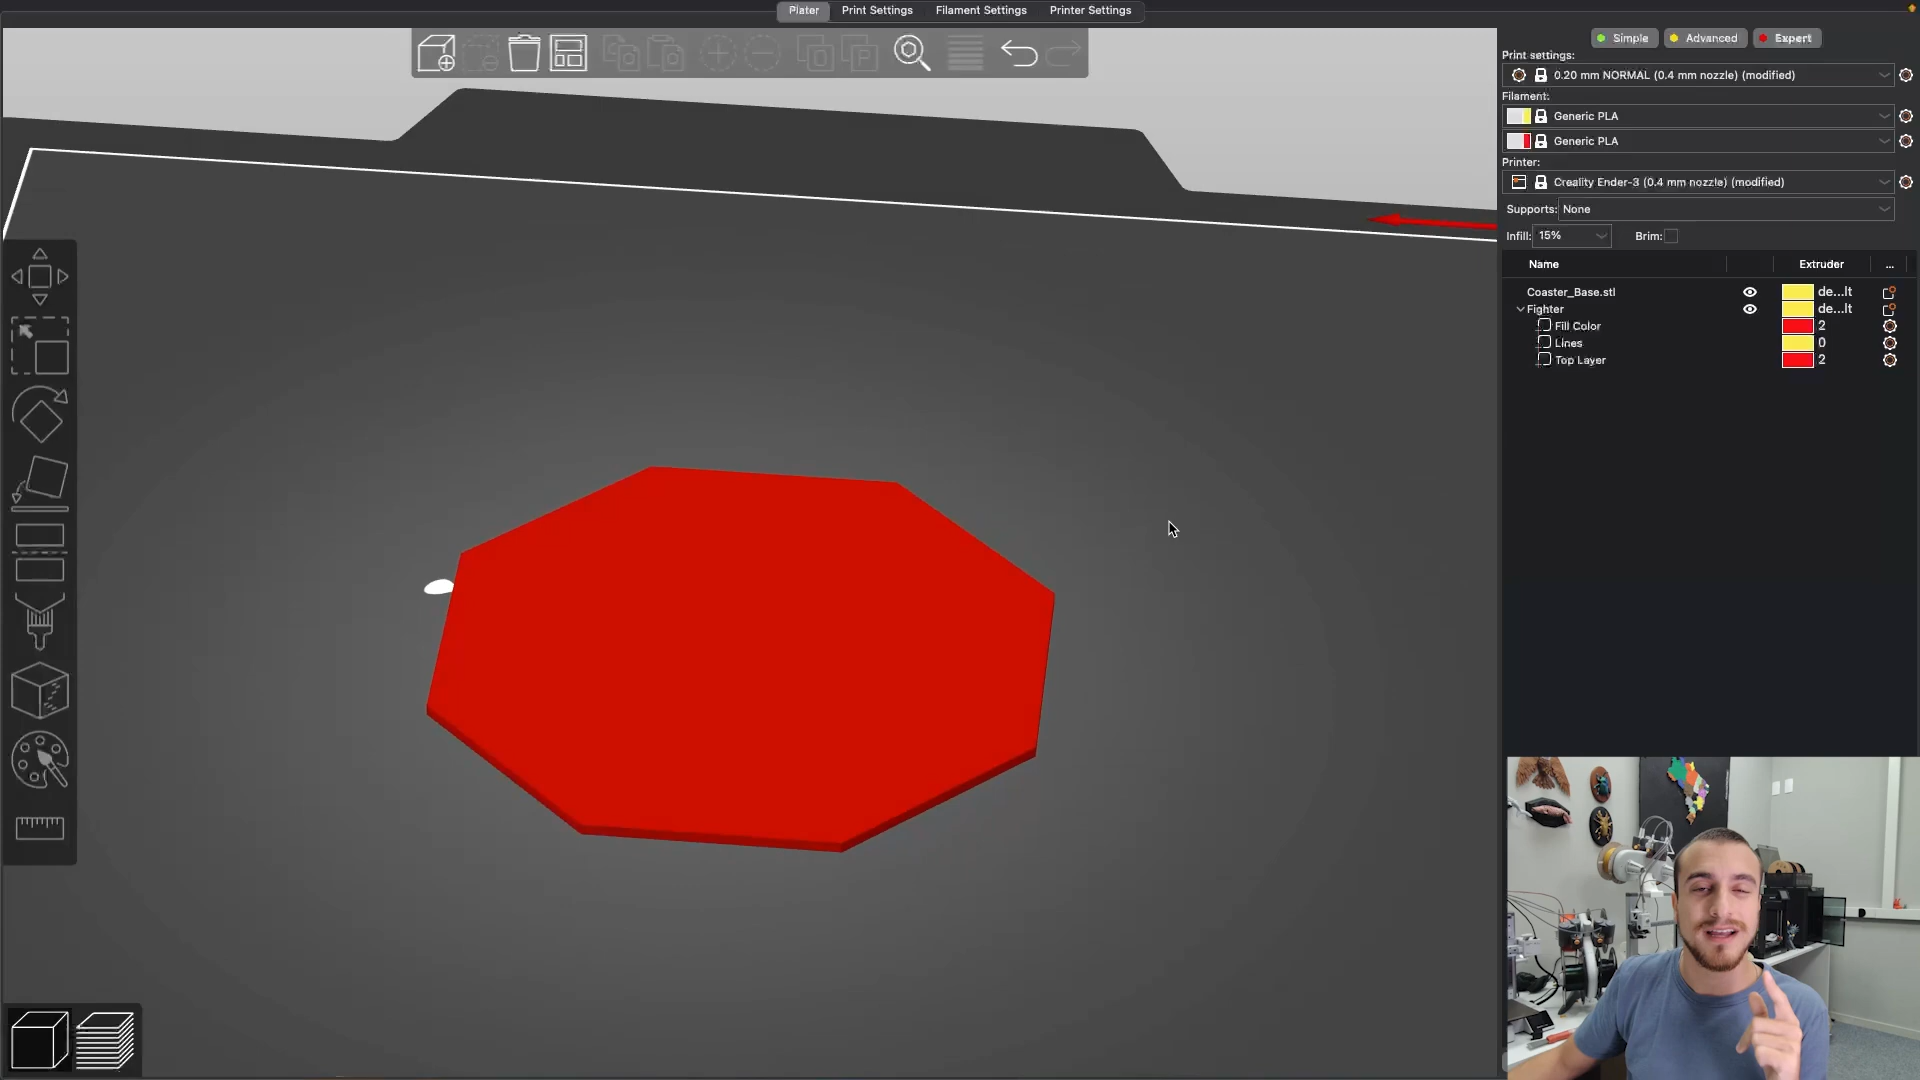 Plater Print Settings Filament Settings Printer Settings
Simple Advanced Expert
Print settings:
0.20 mm NORMAL (0.4 mm nozzle) (modified)
Filament:
Generic PLA
Generic PLA
Printer:
Creality Ender-3 (0.4 mm nozzle) (modified)
Supports: None
Infill: 15% Brim:
Name Extruder ...
Coaster_Base.stl de...lt
Fighter de...lt
Fill Color 2
Lines 0
Top Layer 2